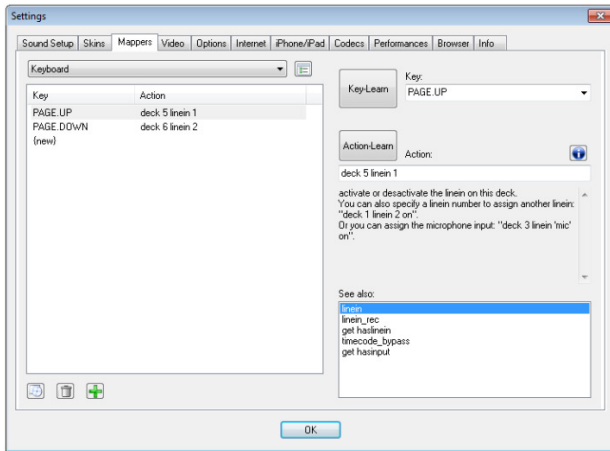 Settings
Sound Setup Skins Mappers Video Options Internet iPhone/iPad Codecs Performances Browser Info
Keyboard
Key Action
PAGE.UP deck 5 linein 1
PAGE.DOWN deck 6 linein 2
(new)
Key-Learn
Key:
PAGE.UP
Action-Learn
Action:
deck 5 linein 1
activate or desactivate the linein on this deck.
You can also specify a linein number to assign another linein:
"deck 1 linein 2 on".
Or you can assign the microphone input: "deck 3 linein 'mic'
on".
See also:
linein
linein_rec
get haslinein
timecode_bypass
get hasinput
OK